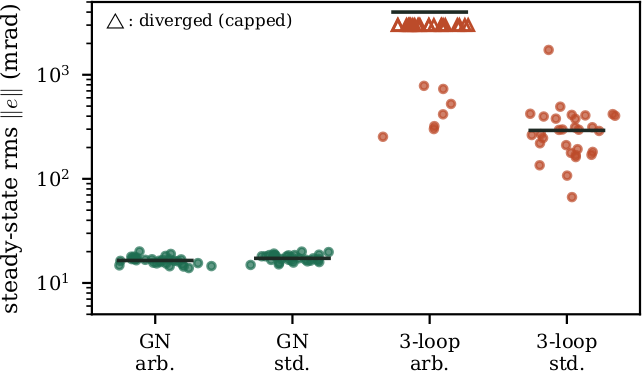 △ : diverged (capped)
steady-state rms ‖e‖ (mrad)
10³
10²
10¹
GN
arb.
GN
std.
3-loop
arb.
3-loop
std.